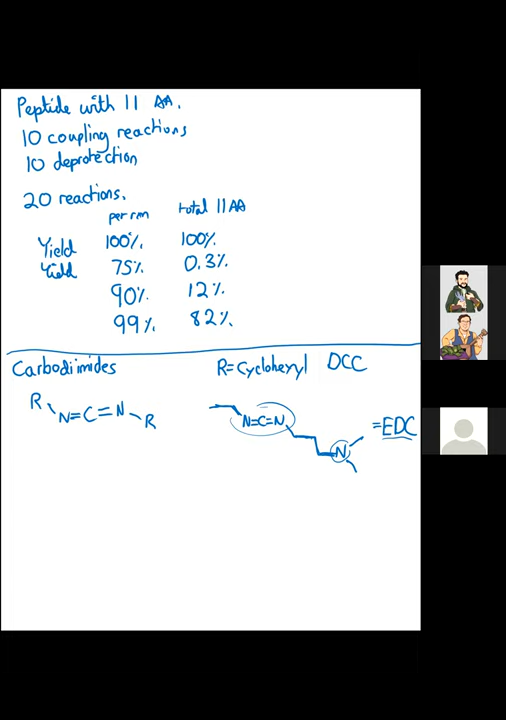 Peptide with 11 AA.
10 coupling reactions
10 deprotection
20 reactions.
per rxn total 11 AA
Yield 100% 100%
Yield 75% 0.3%
90% 12%
99% 82%
Carbodiimides R=Cyclohexyl DCC
R
N=C=N
R
N=C=N
N
=EDC